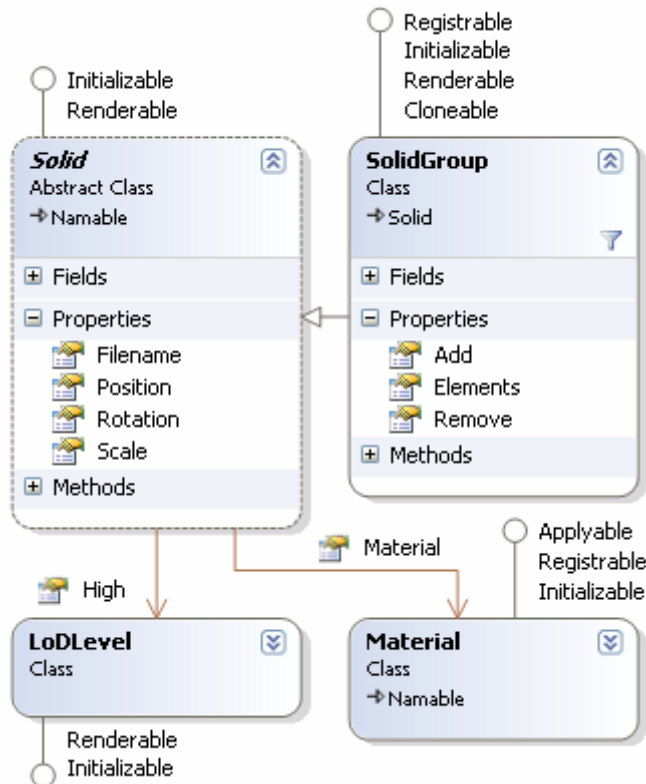 Initializable
Renderable
Solid
Abstract Class
Namable
Fields
Properties
Filename
Position
Rotation
Scale
Methods
Registrable
Initializable
Renderable
Cloneable
SolidGroup
Class
Solid
Fields
Properties
Add
Elements
Remove
Methods
High
Material
LoDLevel
Class
Renderable
Initializable
Applyable
Registrable
Initializable
Material
Class
Namable